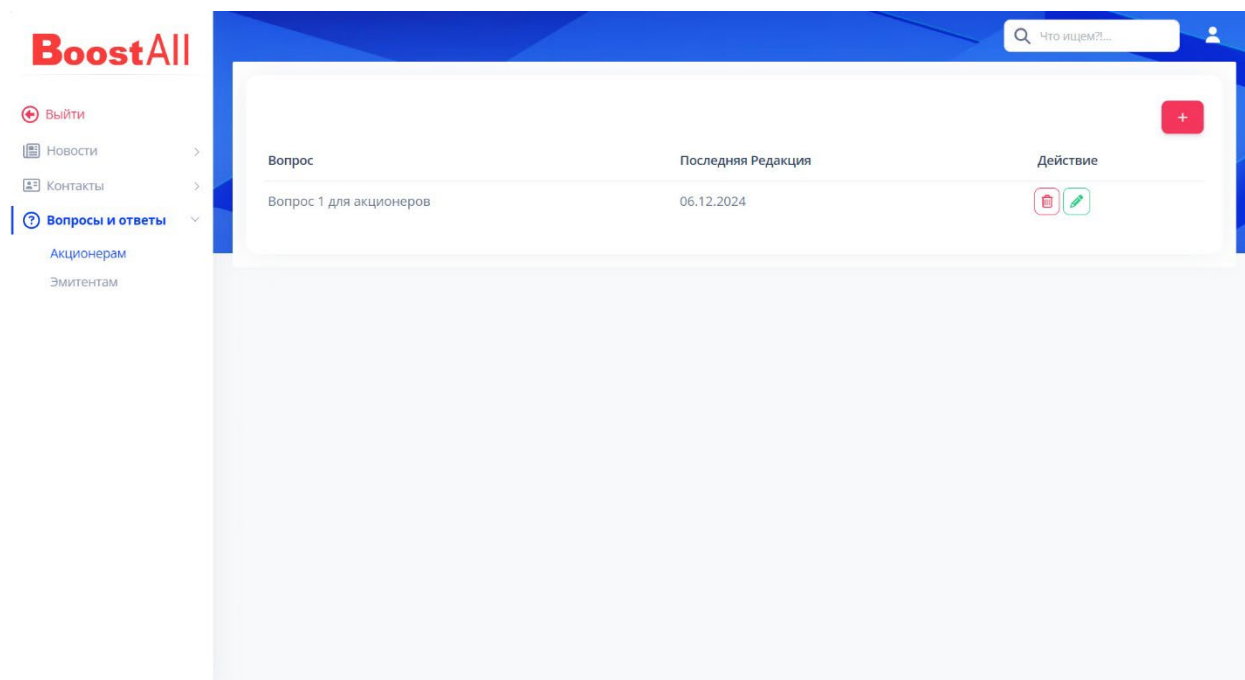 BoostAll
Что ищем?!...
Выйти
Новости
Контакты
Вопросы и ответы
Акционерам
Эмитентам
+
Вопрос Последняя Редакция Действие
Вопрос 1 для акционеров 06.12.2024